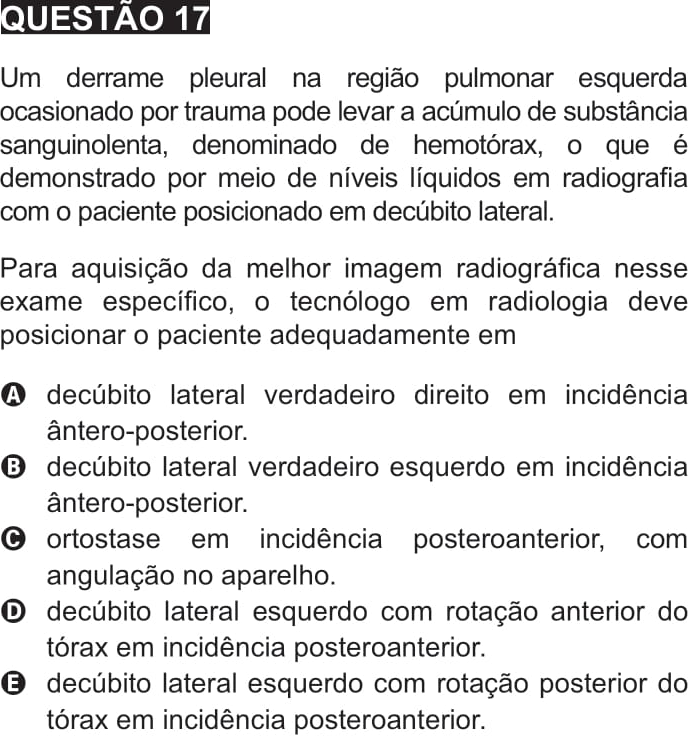 QUESTÃO 17
Um derrame pleural na região pulmonar esquerda
ocasionado por trauma pode levar a acúmulo de substância
sanguinolenta, denominado de hemotórax, o que é
demonstrado por meio de níveis líquidos em radiografia
com o paciente posicionado em decúbito lateral.
Para aquisição da melhor imagem radiográfica nesse
exame específico, o tecnólogo em radiologia deve
posicionar o paciente adequadamente em
A decúbito lateral verdadeiro direito em incidência
ântero-posterior.
B decúbito lateral verdadeiro esquerdo em incidência
ântero-posterior.
C ortostase em incidência posteroanterior, com
angulação no aparelho.
D decúbito lateral esquerdo com rotação anterior do
tórax em incidência posteroanterior.
E decúbito lateral esquerdo com rotação posterior do
tórax em incidência posteroanterior.